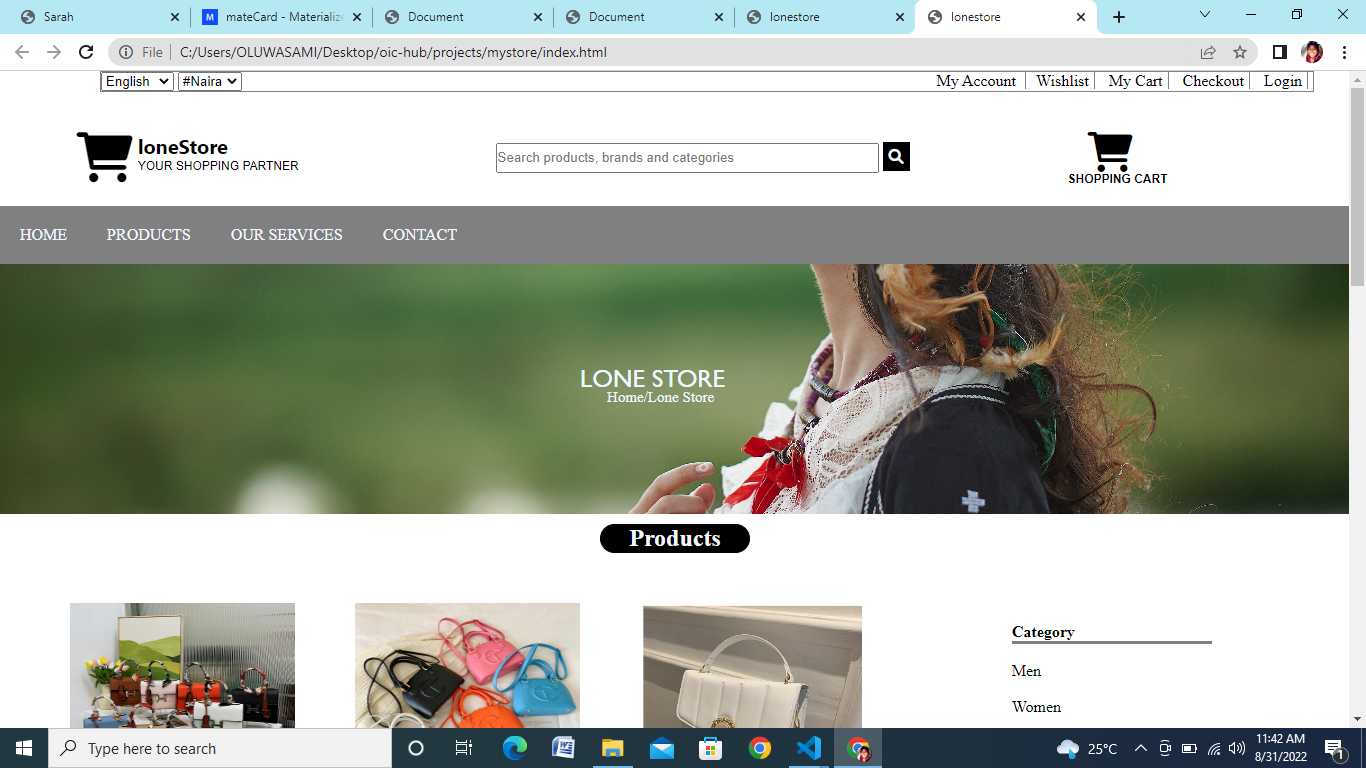 Sarah
mateCard - Materialize
Document
Document
lonestore
lonestore
File
C:/Users/OLUWASAMI/Desktop/oic-hub/projects/mystore/index.html
English
#Naira
My Account
Wishlist
My Cart
Checkout
Login
loneStore
YOUR SHOPPING PARTNER
Search products, brands and categories
SHOPPING CART
HOME
PRODUCTS
OUR SERVICES
CONTACT
LONE STORE
Home/Lone Store
Products
Category
Men
Women
Type here to search
25°C
11:42 AM
8/31/2022
1